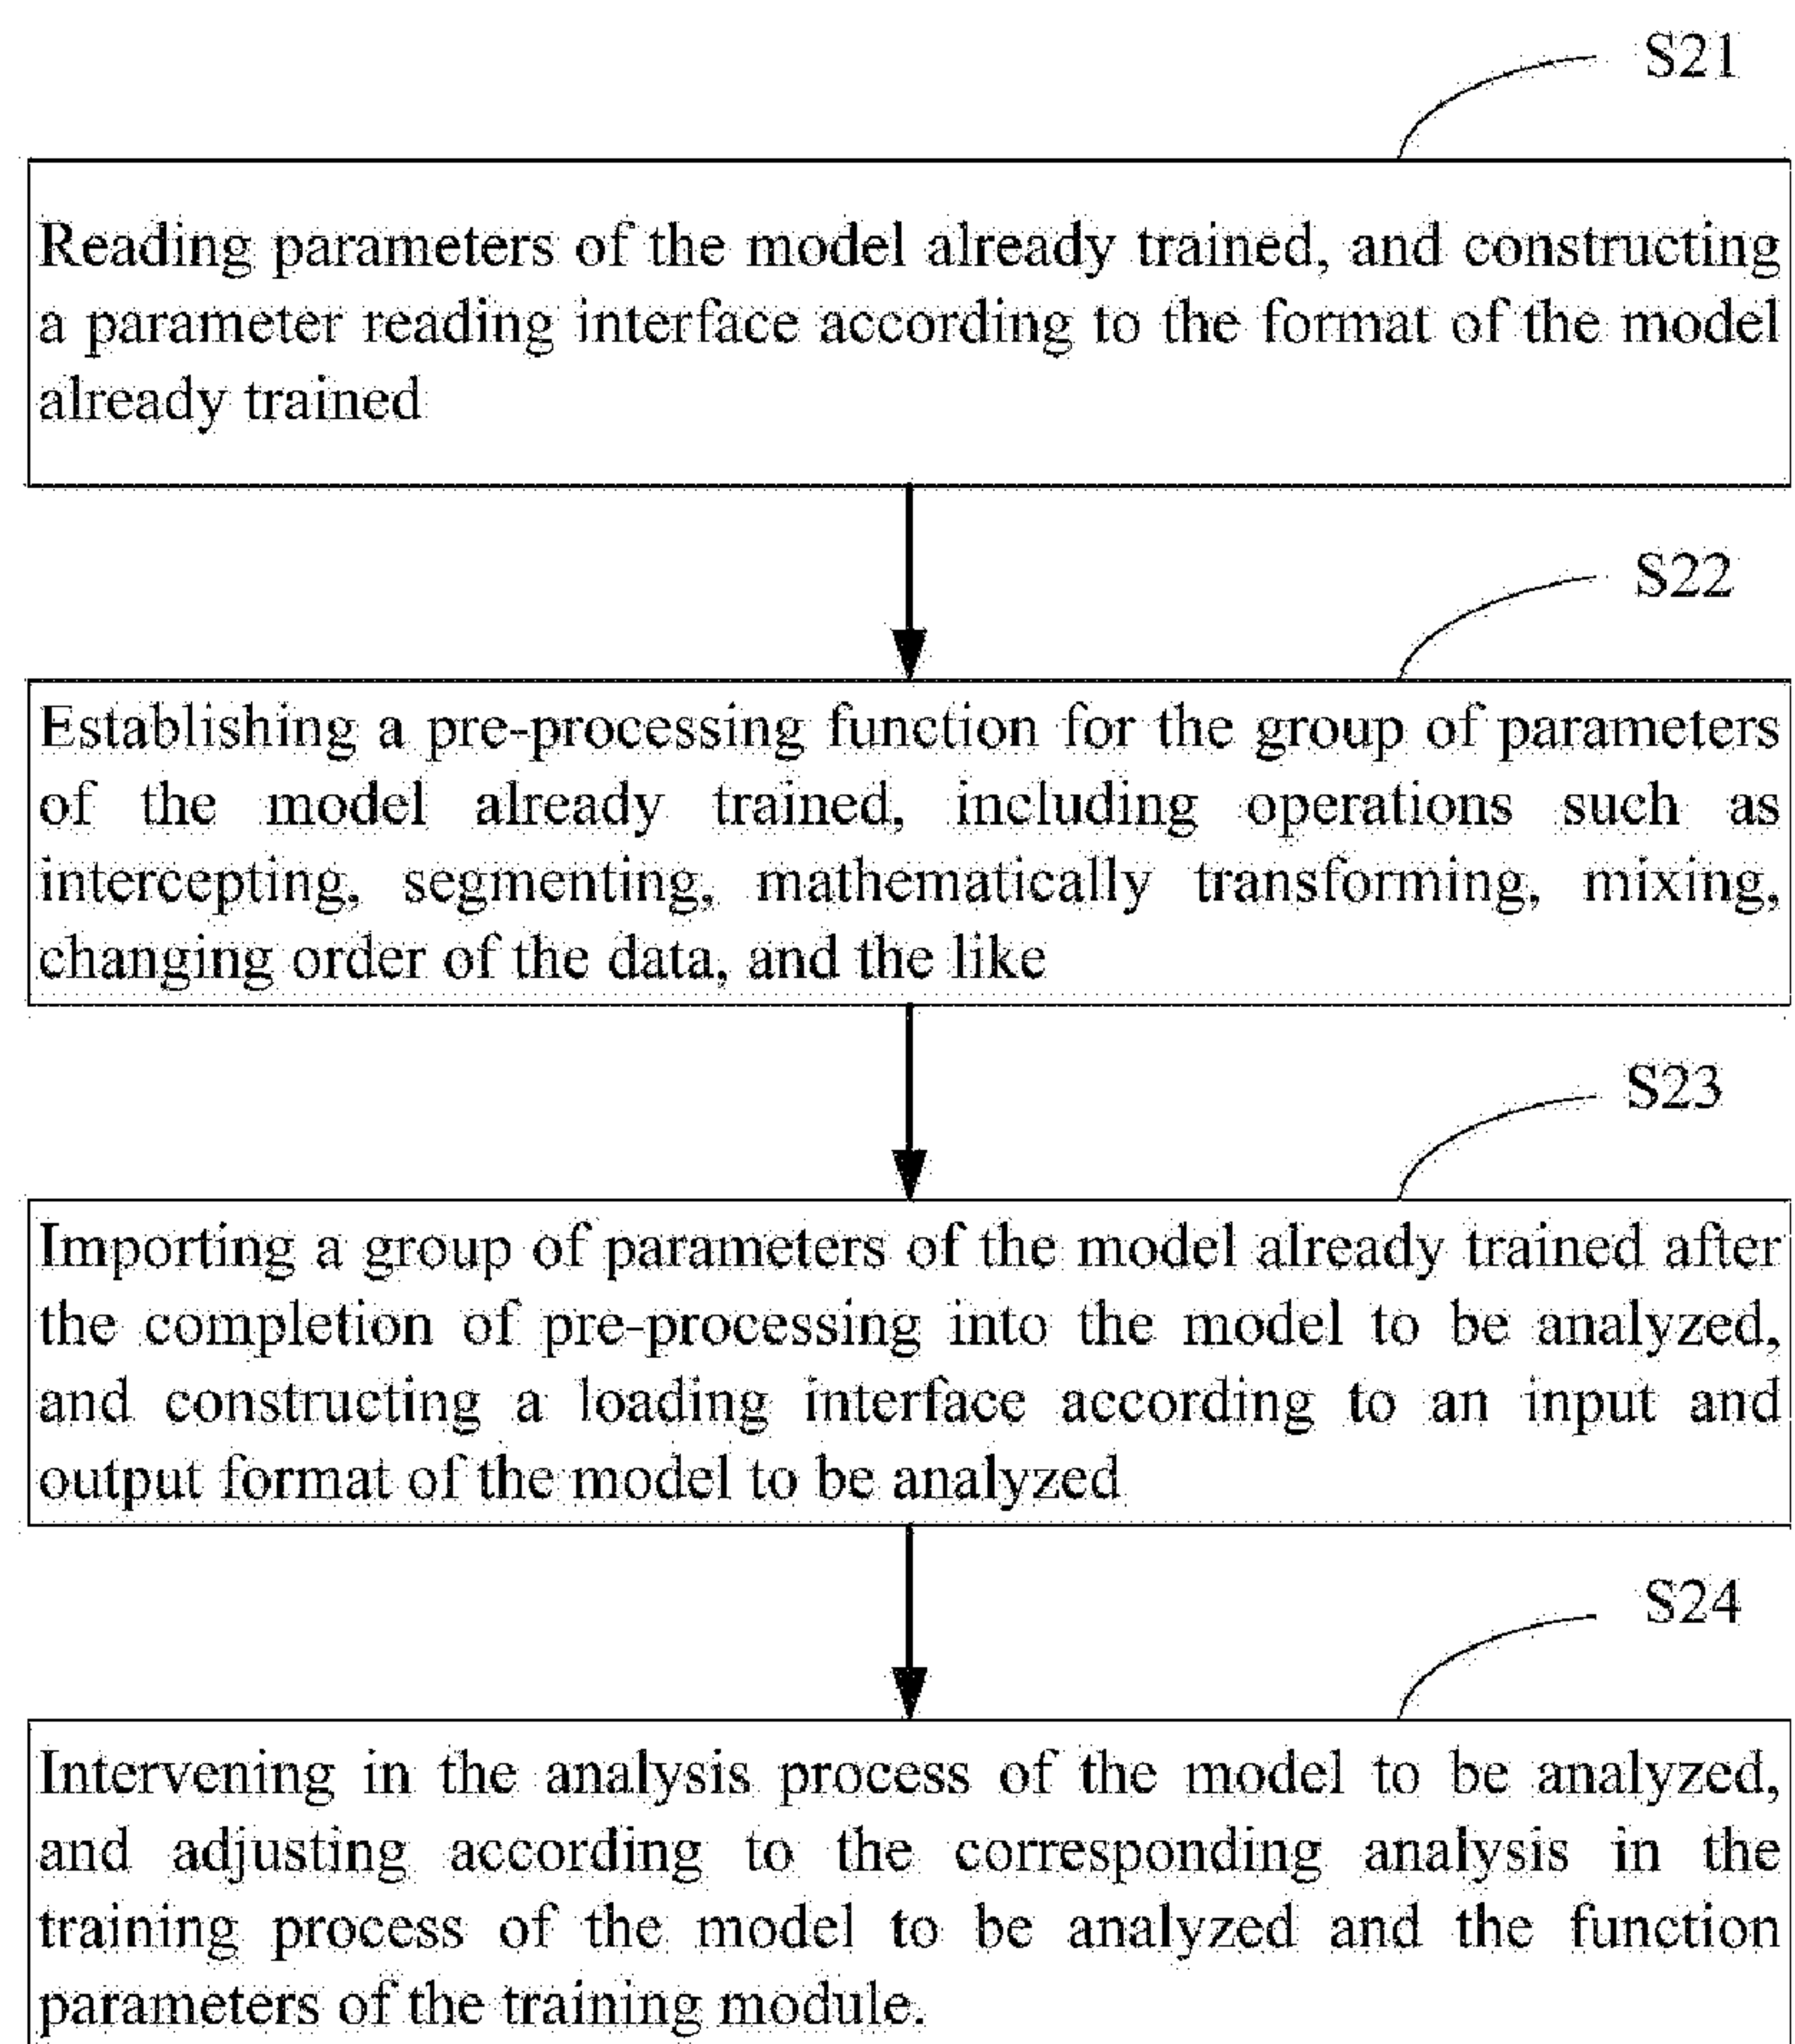 S21
Reading parameters of the model already trained, and constructing
a parameter reading interface according to the format of the model
already trained
S22
Establishing a pre-processing function for the group of parameters
of the model already trained, including operations such as
intercepting, segmenting, mathematically transforming, mixing,
changing order of the data, and the like
S23
Importing a group of parameters of the model already trained after
the completion of pre-processing into the model to be analyzed,
and constructing a loading interface according to an input and
output format of the model to be analyzed
S24
Intervening in the analysis process of the model to be analyzed,
and adjusting according to the corresponding analysis in the
training process of the model to be analyzed and the function
parameters of the training module.